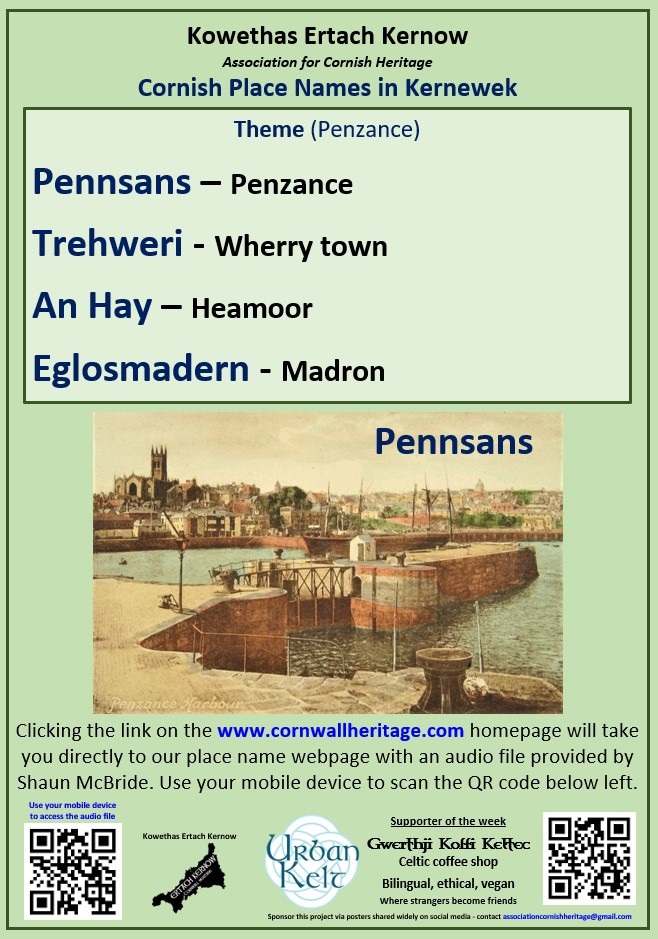 Kowethas Ertach Kernow
Association for Cornish Heritage
Cornish Place Names in Kernewek
Theme (Penzance)
Pennsans – Penzance
Trehweri - Wherry town
An Hay – Heamoor
Eglosmadern - Madron
Pennsans
Penzance Harbour
Clicking the link on the www.cornwallheritage.com homepage will take
you directly to our place name webpage with an audio file provided by
Shaun McBride. Use your mobile device to scan the QR code below left.
Use your mobile device
to access the audio file
Kowethas Ertach Kernow
ERTACH KERNOW
CORNISH HERITAGE
Urban
Kelt
Supporter of the week
Gwerthji Koffi Keltec
Celtic coffee shop
Bilingual, ethical, vegan
Where strangers become friends
Sponsor this project via posters shared widely on social media - contact associationcornishheritage@gmail.com